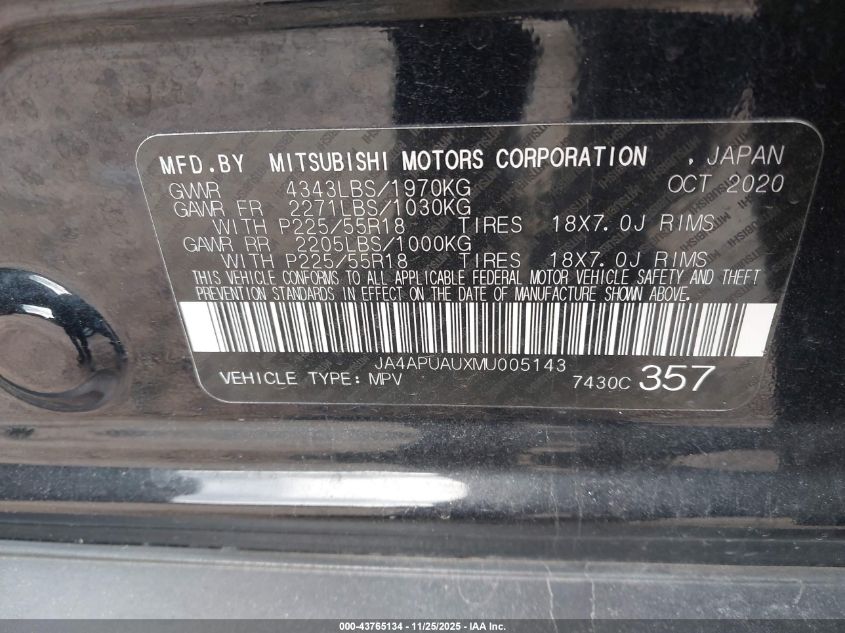 MFD.BY MITSUBISHI MOTORS CORPORATION , JAPAN
GVWR 4343LBS/1970KG OCT 2020
GAWR FR 2271LBS/1030KG
WITH P225/55R18 TIRES 18X7.0J RIMS
GAWR RR 2205LBS/1000KG
WITH P225/55R18 TIRES 18X7.0J RIMS
THIS VEHICLE CONFORMS TO ALL APPLICABLE FEDERAL MOTOR VEHICLE SAFETY AND THEFT
PREVENTION STANDARDS IN EFFECT ON THE DATE OF MANUFACTURE SHOWN ABOVE.
JA4APUAUXMU005143
VEHICLE TYPE: MPV 7430C 357
000-43765134 - 11/25/2025 - IAA Inc.